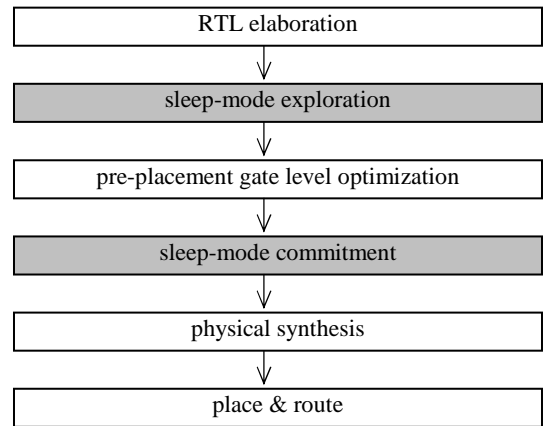 RTL elaboration
sleep-mode exploration
pre-placement gate level optimization
sleep-mode commitment
physical synthesis
place & route